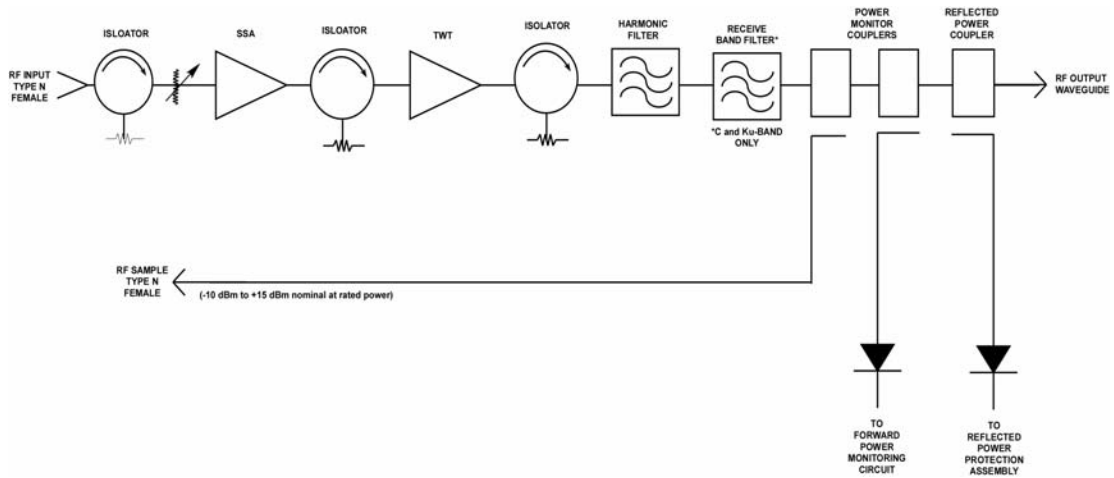 POWER
MONITOR
COUPLERS
REFLECTED
POWER
COUPLER
ISLOATOR
SSA
ISLOATOR
TWT
ISOLATOR
HARMONIC
FILTER
RECEIVE
BAND FILTER*
RF INPUT
TYPE N
FEMALE
RF OUTPUT
WAVEGUIDE
*C and Ku-BAND
ONLY
RF SAMPLE
TYPE N
FEMALE
(-10 dBm to +15 dBm nominal at rated power)
TO
FORWARD
POWER
MONITORING
CIRCUIT
TO
REFLECTED
POWER
PROTECTION
ASSEMBLY